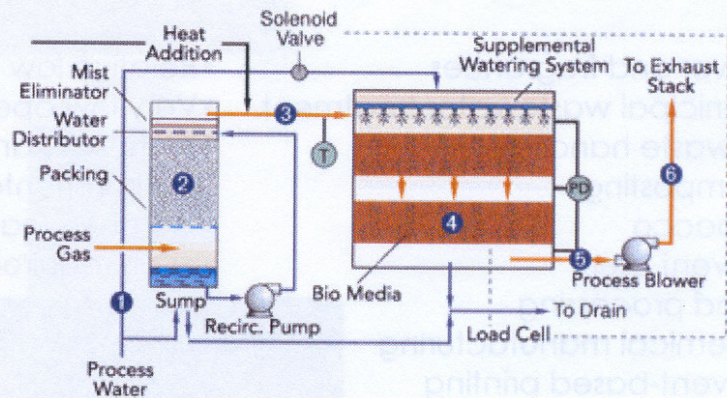 Solenoid
Valve
Heat
Addition
Supplemental
Watering System
To Exhaust
Stack
Mist
Eliminator
Water
Distributor
3
T
6
Packing
2
PD
4
Process
Gas
5
1
Sump
Recirc. Pump
Bio Media
Process Blower
To Drain
Load Cell
Process
Water